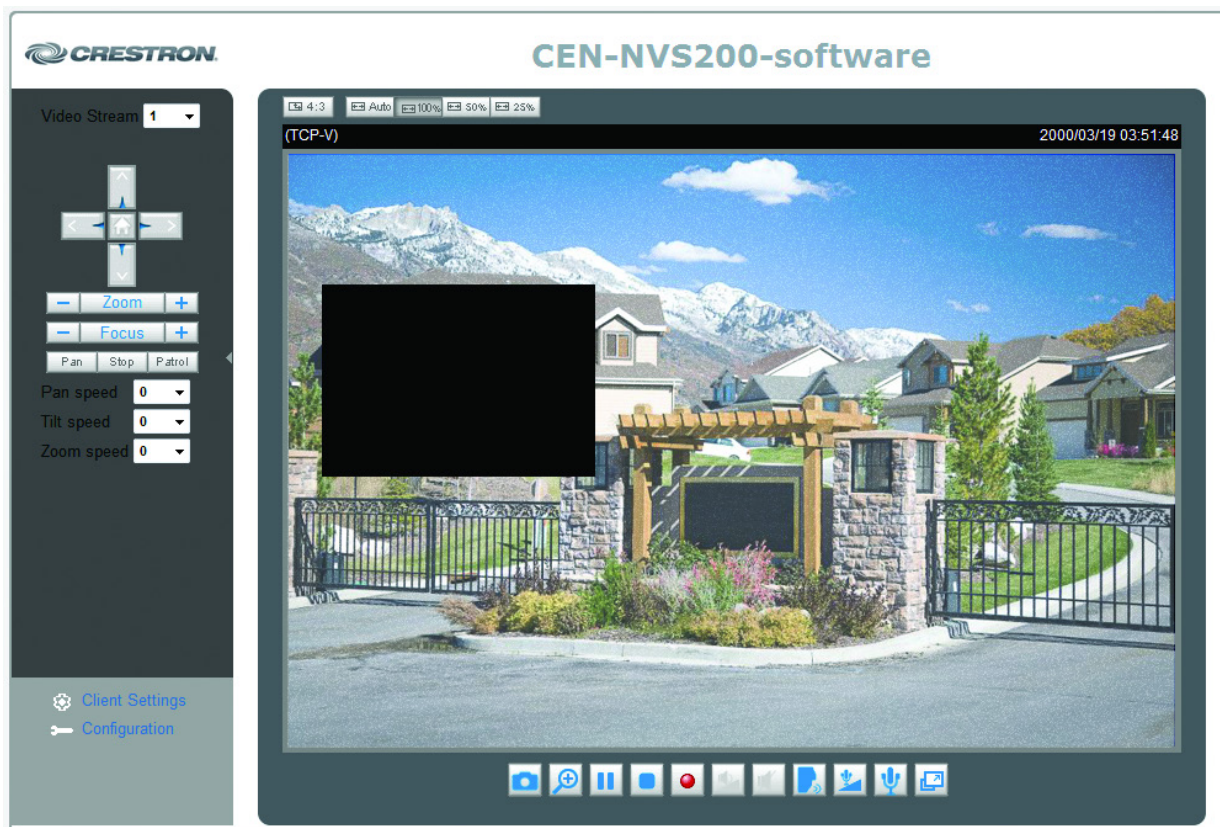 CRESTRON.
CEN-NVS200-software
Video Stream 1
4:3 Auto 100% 50% 25%
(TCP-V) 2000/03/19 03:51:48
Zoom
Focus
Pan Stop Patrol
Pan speed 0
Tilt speed 0
Zoom speed 0
Client Settings
Configuration